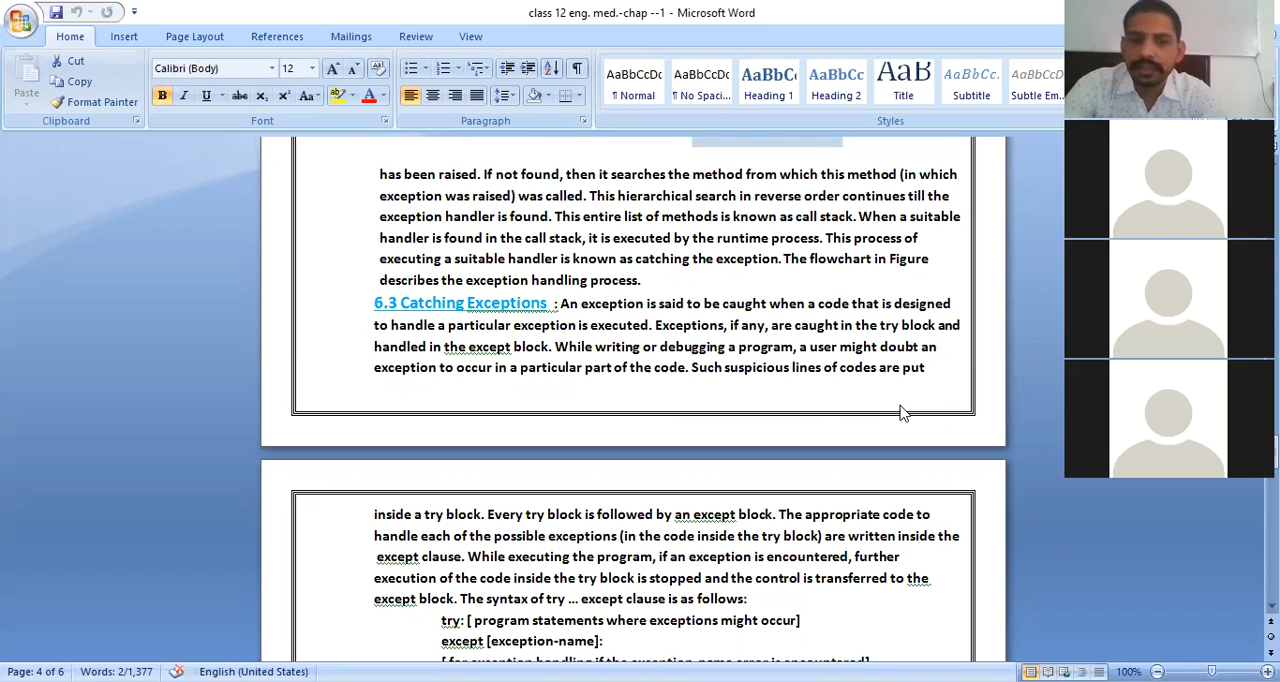 class 12 eng. med.-chap --1 - Microsoft Word
Home Insert Page Layout References Mailings Review View
Paste
Cut
Copy
Format Painter
Clipboard
Calibri (Body) 12
Font
Paragraph
AaBbCcDc AaBbCcDc AaBbC AaBbCc AaB AaBbCc. AaBbCc.
¶ Normal ¶ No Spaci... Heading 1 Heading 2 Title Subtitle Subtle Em...
Styles
has been raised. If not found, then it searches the method from which this method (in which
exception was raised) was called. This hierarchical search in reverse order continues till the
exception handler is found. This entire list of methods is known as call stack. When a suitable
handler is found in the call stack, it is executed by the runtime process. This process of
executing a suitable handler is known as catching the exception. The flowchart in Figure
describes the exception handling process.
6.3 Catching Exceptions : An exception is said to be caught when a code that is designed
to handle a particular exception is executed. Exceptions, if any, are caught in the try block and
handled in the except block. While writing or debugging a program, a user might doubt an
exception to occur in a particular part of the code. Such suspicious lines of codes are put
inside a try block. Every try block is followed by an except block. The appropriate code to
handle each of the possible exceptions (in the code inside the try block) are written inside the
except clause. While executing the program, if an exception is encountered, further
execution of the code inside the try block is stopped and the control is transferred to the
except block. The syntax of try ... except clause is as follows:
try: [ program statements where exceptions might occur]
except [exception-name]:
[ for exception handling if the exception-name error is encountered]
Page: 4 of 6 Words: 2/1,377 English (United States) 100%